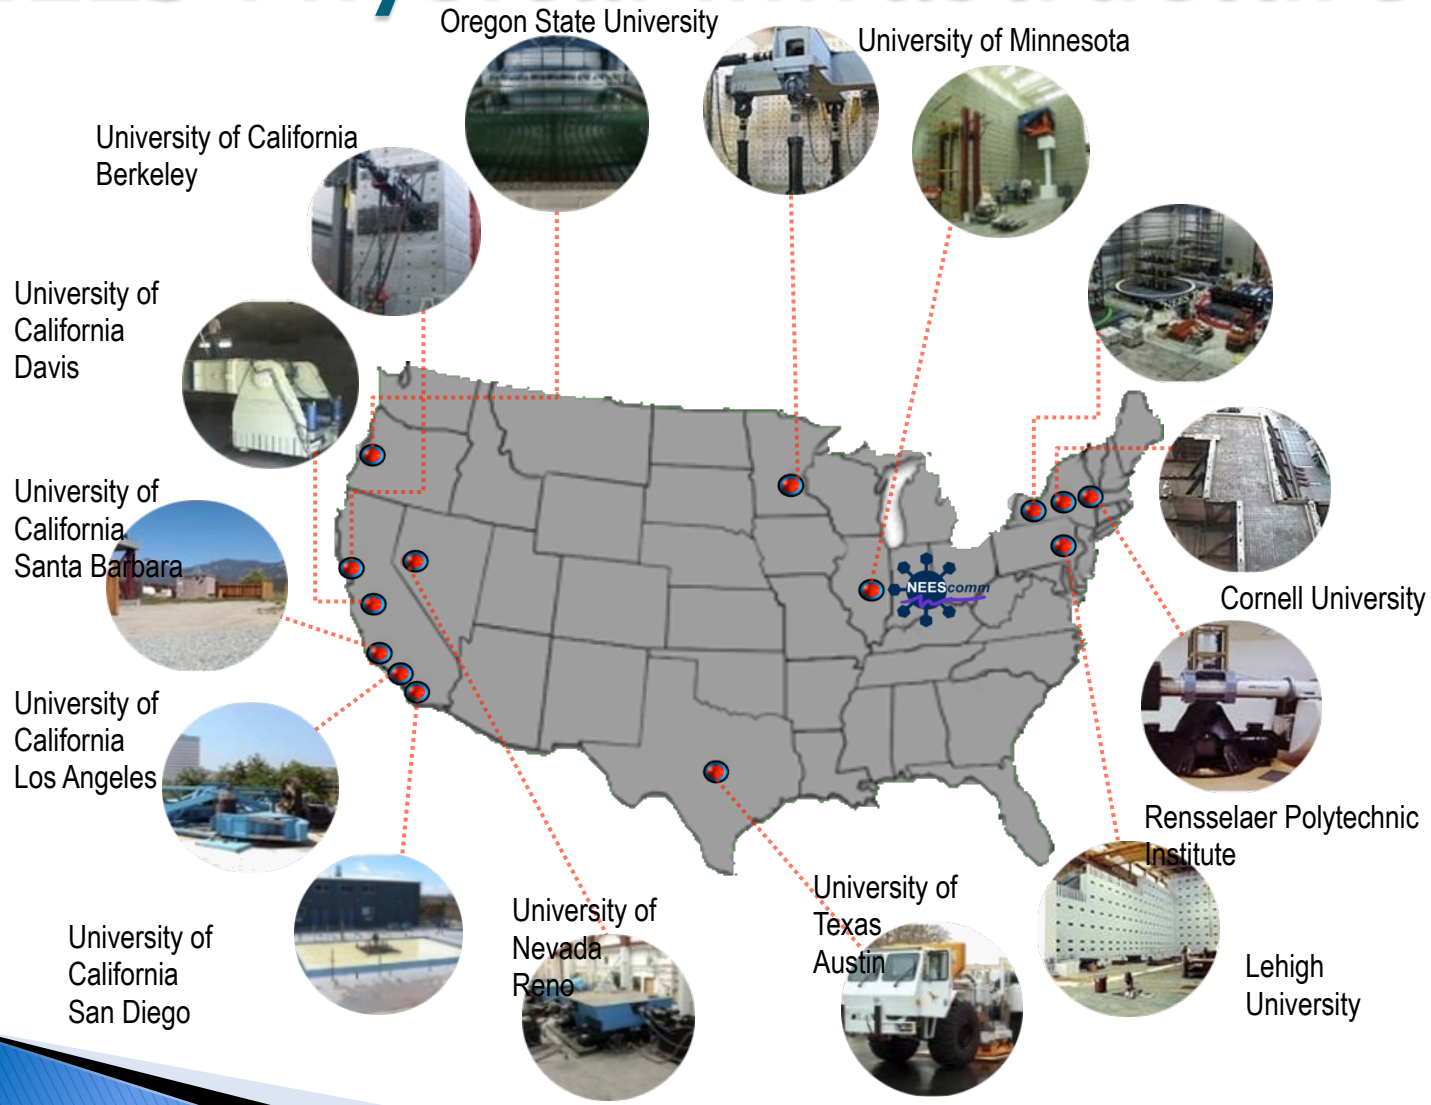 Oregon State University
University of Minnesota
University of California
Berkeley
University of
California
Davis
University of
California
Santa Barbara
NEEScomm
Cornell University
University of
California
Los Angeles
Rensselaer Polytechnic
Institute
University of
Texas
Austin
University of
Nevada
Reno
University of
California
San Diego
Lehigh
University